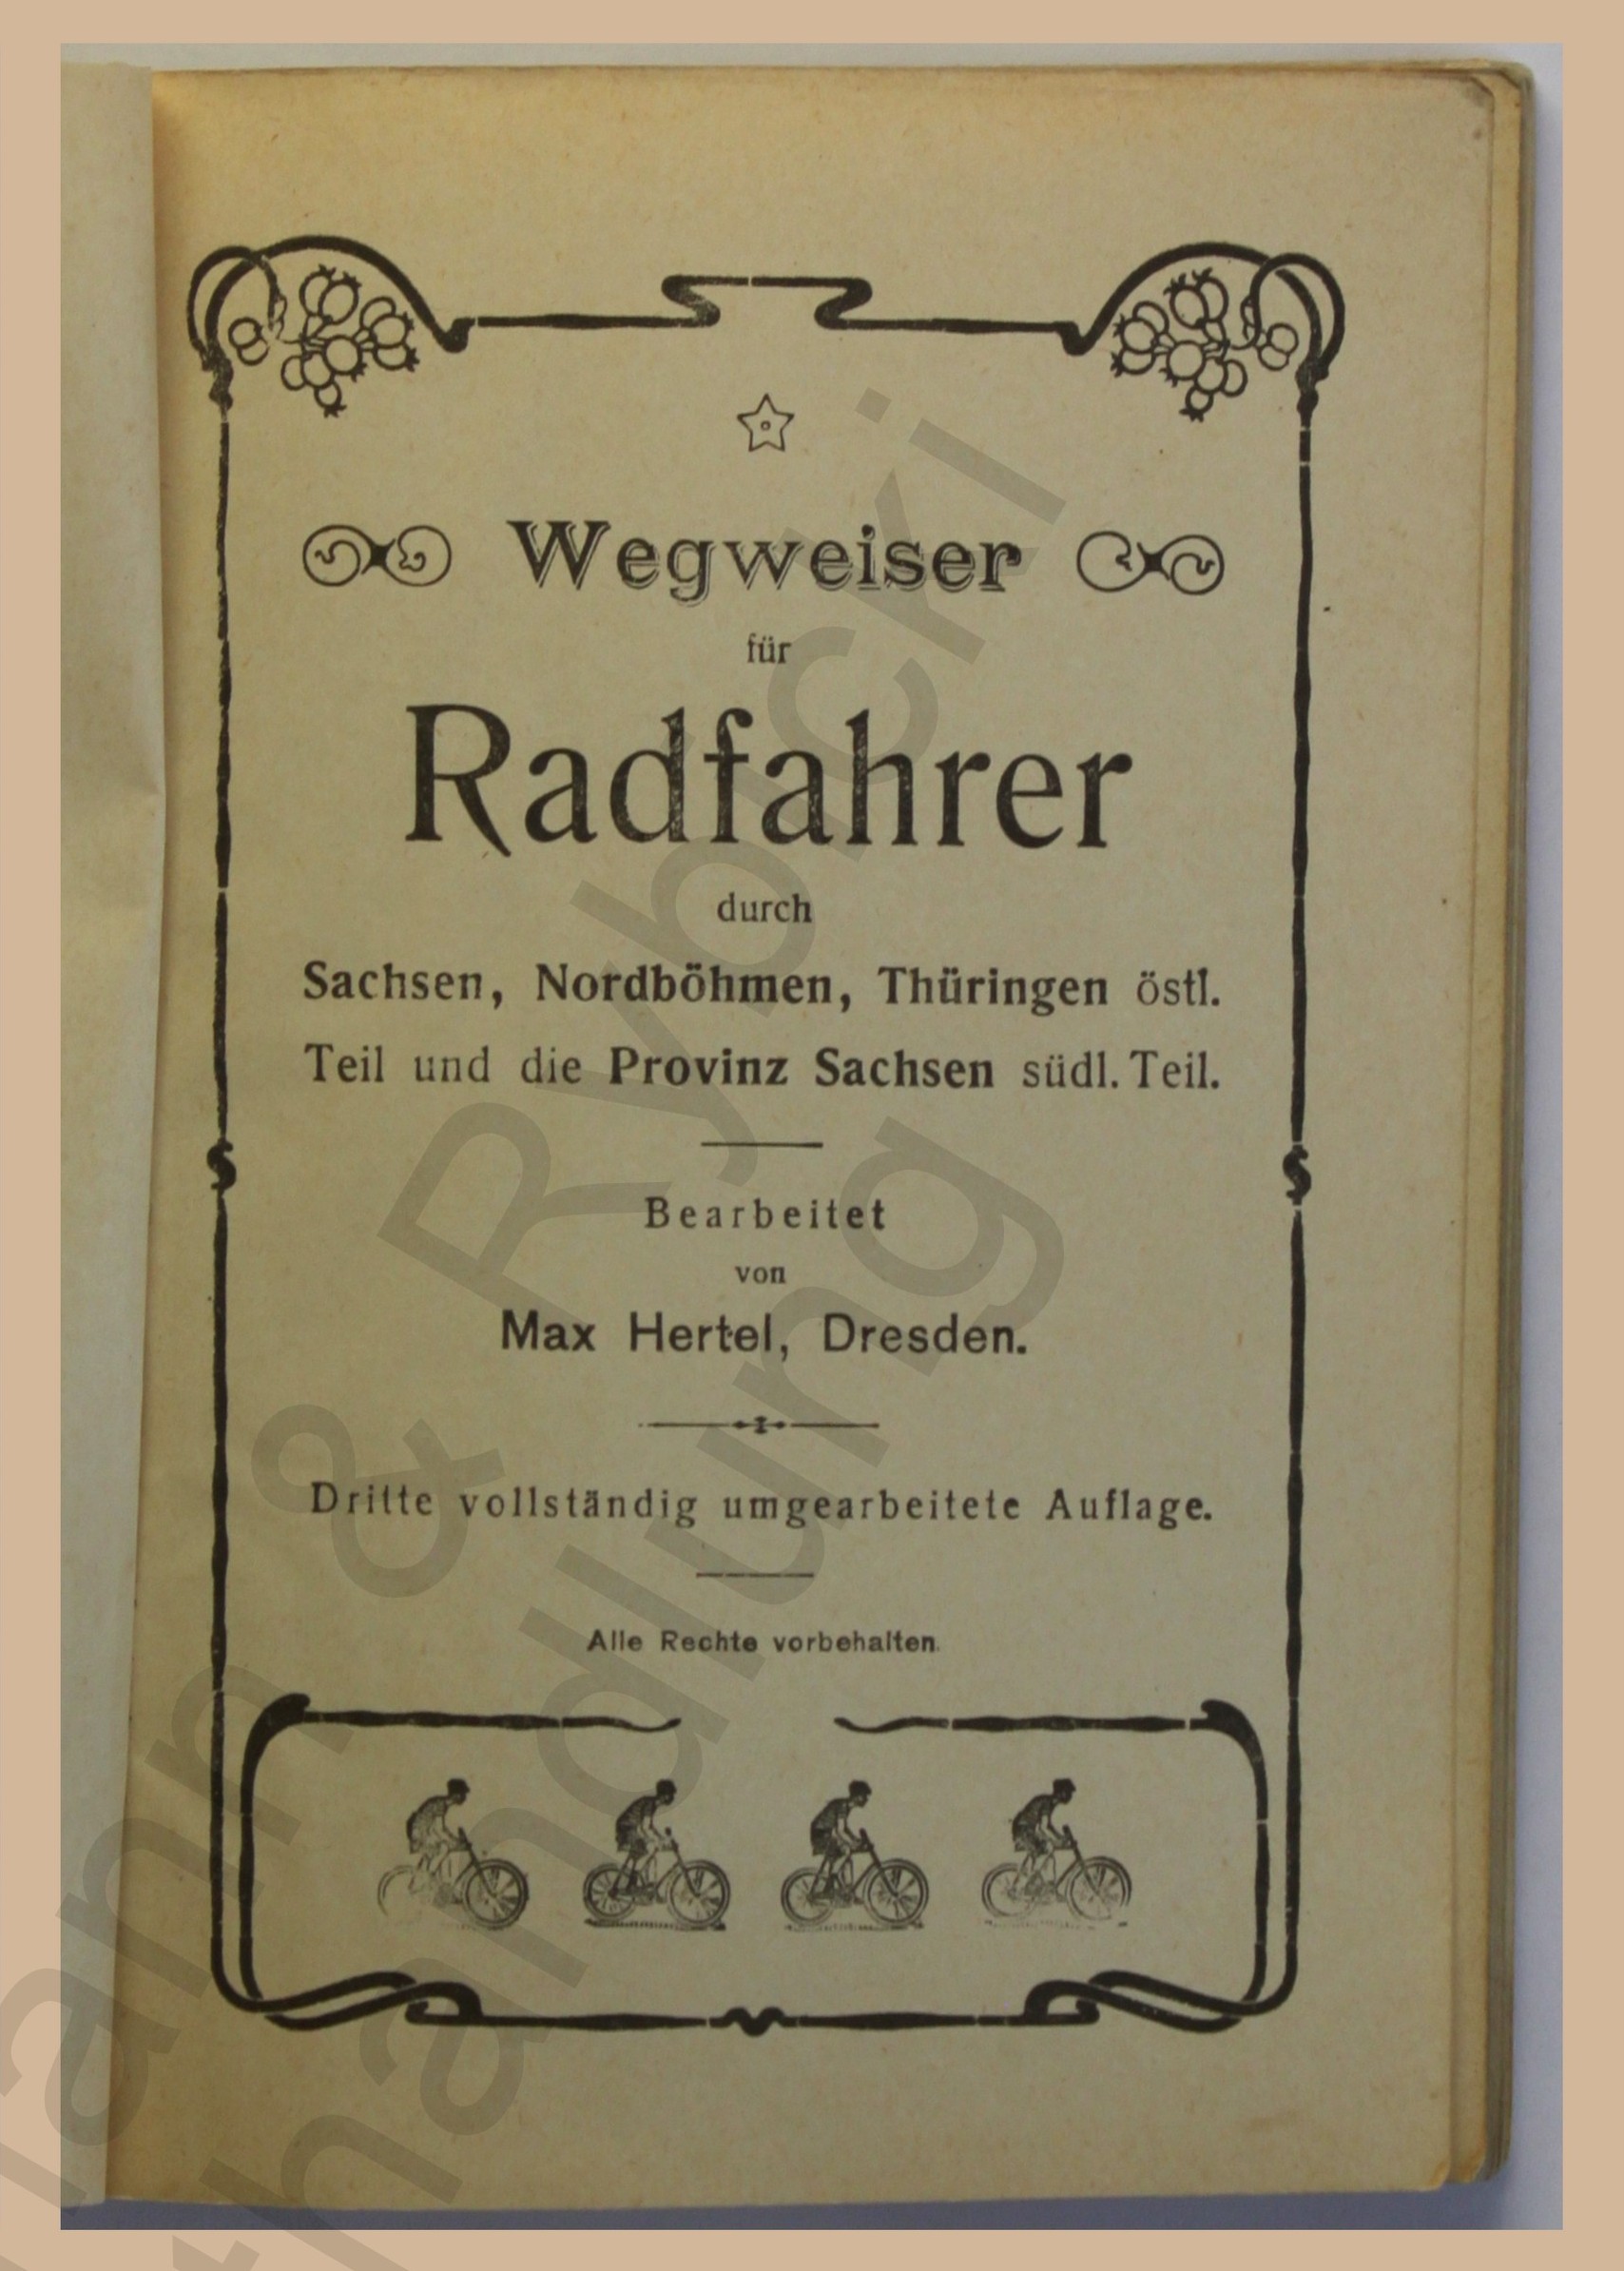 Wegweiser
für
Radfahrer
durch
Sachsen, Nordböhmen, Thüringen östl.
Teil und die Provinz Sachsen südl. Teil.
Bearbeitet
von
Max Hertel, Dresden.
Dritte vollständig umgearbeitete Auflage.
Alle Rechte vorbehalten.
& Rybicki